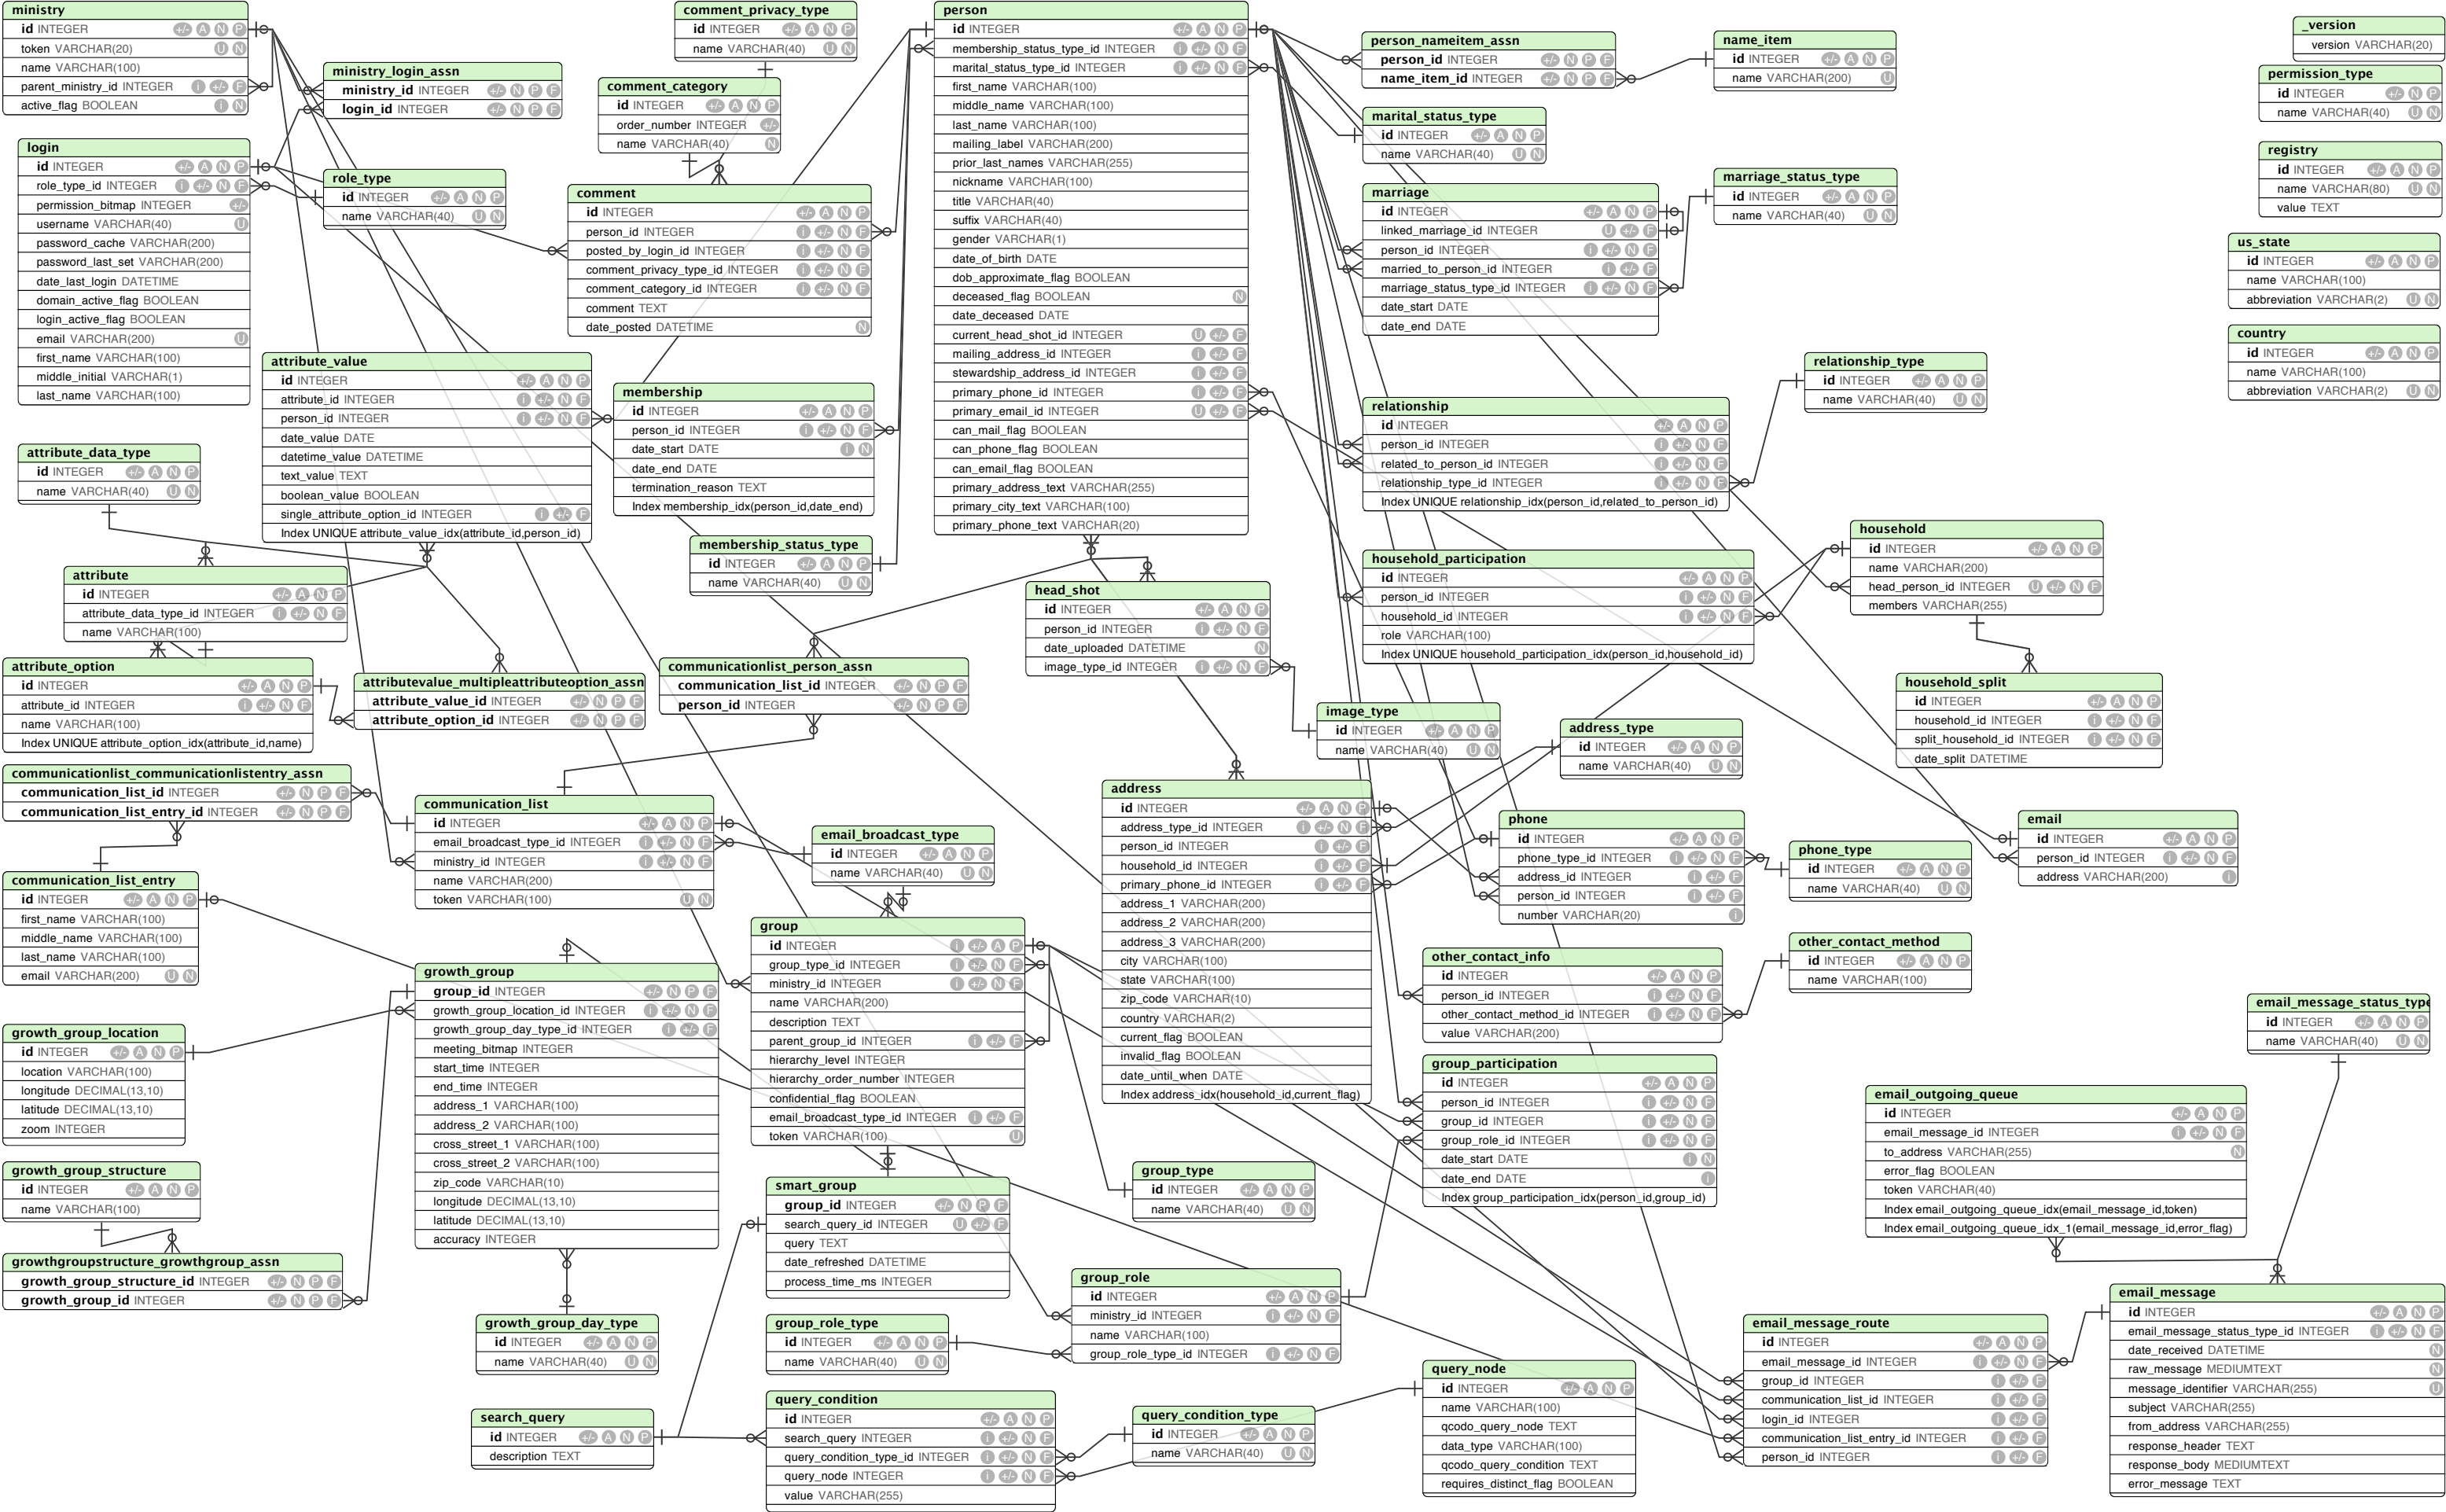 ministry
id INTEGER +/- A N P
token VARCHAR(20) U N
name VARCHAR(100)
parent_ministry_id INTEGER i +/- F
active_flag BOOLEAN i N
ministry_login_assn
ministry_id INTEGER +/- N P F
login_id INTEGER +/- N P F
login
id INTEGER +/- A N P
role_type_id INTEGER i +/- N F
permission_bitmap INTEGER +/-
username VARCHAR(40) U
password_cache VARCHAR(200)
password_last_set VARCHAR(200)
date_last_login DATETIME
domain_active_flag BOOLEAN
login_active_flag BOOLEAN
email VARCHAR(200) U
first_name VARCHAR(100)
middle_initial VARCHAR(1)
last_name VARCHAR(100)
role_type
id INTEGER +/- A N P
name VARCHAR(40) U N
comment_privacy_type
id INTEGER +/- A N P
name VARCHAR(40) U N
comment_category
id INTEGER +/- A N P
order_number INTEGER +/-
name VARCHAR(40) N
comment
id INTEGER +/- A N P
person_id INTEGER i +/- N F
posted_by_login_id INTEGER i +/- N F
comment_privacy_type_id INTEGER i +/- N F
comment_category_id INTEGER i +/- N F
comment TEXT
date_posted DATETIME N
person
id INTEGER +/- A N P
membership_status_type_id INTEGER i +/- N F
marital_status_type_id INTEGER i +/- N F
first_name VARCHAR(100)
middle_name VARCHAR(100)
last_name VARCHAR(100)
mailing_label VARCHAR(200)
prior_last_names VARCHAR(255)
nickname VARCHAR(100)
title VARCHAR(40)
suffix VARCHAR(40)
gender VARCHAR(1)
date_of_birth DATE
dob_approximate_flag BOOLEAN
deceased_flag BOOLEAN N
date_deceased DATE
current_head_shot_id INTEGER U +/- F
mailing_address_id INTEGER i +/- F
stewardship_address_id INTEGER i +/- F
primary_phone_id INTEGER i +/- F
primary_email_id INTEGER U +/- F
can_mail_flag BOOLEAN
can_phone_flag BOOLEAN
can_email_flag BOOLEAN
primary_address_text VARCHAR(255)
primary_city_text VARCHAR(100)
primary_phone_text VARCHAR(20)
person_nameitem_assn
person_id INTEGER +/- N P F
name_item_id INTEGER +/- N P F
name_item
id INTEGER +/- A N P
name VARCHAR(200) U
marital_status_type
id INTEGER +/- A N P
name VARCHAR(40) U N
marriage
id INTEGER +/- A N P
linked_marriage_id INTEGER U +/- F
person_id INTEGER i +/- N F
married_to_person_id INTEGER i +/- F
marriage_status_type_id INTEGER i +/- N F
date_start DATE
date_end DATE
marriage_status_type
id INTEGER +/- A N P
name VARCHAR(40) U N
_version
version VARCHAR(20)
permission_type
id INTEGER +/- N P
name VARCHAR(40) U N
registry
id INTEGER +/- A N P
name VARCHAR(80) U N
value TEXT
us_state
id INTEGER +/- A N P
name VARCHAR(100)
abbreviation VARCHAR(2) U N
country
id INTEGER +/- A N P
name VARCHAR(100)
abbreviation VARCHAR(2) U N
attribute_value
id INTEGER +/- A N P
attribute_id INTEGER i +/- N F
person_id INTEGER i +/- N F
date_value DATE
datetime_value DATETIME
text_value TEXT
boolean_value BOOLEAN
single_attribute_option_id INTEGER i +/- F
Index UNIQUE attribute_value_idx(attribute_id,person_id)
membership
id INTEGER +/- A N P
person_id INTEGER i +/- N F
date_start DATE i N
date_end DATE
termination_reason TEXT
Index membership_idx(person_id,date_end)
membership_status_type
id INTEGER +/- A N P
name VARCHAR(40) U N
relationship_type
id INTEGER +/- A N P
name VARCHAR(40) U N
relationship
id INTEGER +/- A N P
person_id INTEGER i +/- N F
related_to_person_id INTEGER i +/- N F
relationship_type_id INTEGER i +/- N F
Index UNIQUE relationship_idx(person_id,related_to_person_id)
attribute_data_type
id INTEGER +/- A N P
name VARCHAR(40) U N
attribute
id INTEGER +/- A N P
attribute_data_type_id INTEGER i +/- N F
name VARCHAR(100)
attribute_option
id INTEGER +/- A N P
attribute_id INTEGER i +/- N F
name VARCHAR(100)
Index UNIQUE attribute_option_idx(attribute_id,name)
attributevalue_multipleattributeoption_assn
attribute_value_id INTEGER +/- N P F
attribute_option_id INTEGER +/- N P F
communicationlist_person_assn
communication_list_id INTEGER +/- N P F
person_id INTEGER +/- N P F
head_shot
id INTEGER +/- A N P
person_id INTEGER i +/- N F
date_uploaded DATETIME N
image_type_id INTEGER i +/- N F
household_participation
id INTEGER +/- A N P
person_id INTEGER i +/- N F
household_id INTEGER i +/- N F
role VARCHAR(100)
Index UNIQUE household_participation_idx(person_id,household_id)
household
id INTEGER +/- A N P
name VARCHAR(200)
head_person_id INTEGER U +/- N F
members VARCHAR(255)
household_split
id INTEGER +/- A N P
household_id INTEGER i +/- N F
split_household_id INTEGER i +/- N F
date_split DATETIME
image_type
id INTEGER +/- A N P
name VARCHAR(40) U N
address_type
id INTEGER +/- A N P
name VARCHAR(40) U N
communicationlist_communicationlistentry_assn
communication_list_id INTEGER +/- N P F
communication_list_entry_id INTEGER +/- N P F
communication_list
id INTEGER +/- A N P
email_broadcast_type_id INTEGER i +/- N F
ministry_id INTEGER i +/- N F
name VARCHAR(200)
token VARCHAR(100) U N
email_broadcast_type
id INTEGER +/- A N P
name VARCHAR(40) U N
address
id INTEGER +/- A N P
address_type_id INTEGER i +/- N F
person_id INTEGER i +/- F
household_id INTEGER i +/- F
primary_phone_id INTEGER i +/- F
address_1 VARCHAR(200)
address_2 VARCHAR(200)
address_3 VARCHAR(200)
city VARCHAR(100)
state VARCHAR(100)
zip_code VARCHAR(10)
country VARCHAR(2)
current_flag BOOLEAN
invalid_flag BOOLEAN
date_until_when DATE
Index address_idx(household_id,current_flag)
phone
id INTEGER +/- A N P
phone_type_id INTEGER i +/- N F
address_id INTEGER i +/- F
person_id INTEGER i +/- F
number VARCHAR(20) i
phone_type
id INTEGER +/- A N P
name VARCHAR(40) U N
email
id INTEGER +/- A N P
person_id INTEGER i +/- N F
address VARCHAR(200) i
communication_list_entry
id INTEGER +/- A N P
first_name VARCHAR(100)
middle_name VARCHAR(100)
last_name VARCHAR(100)
email VARCHAR(200) U N
group
id INTEGER i +/- A P
group_type_id INTEGER i +/- N F
ministry_id INTEGER i +/- N F
name VARCHAR(200)
description TEXT
parent_group_id INTEGER i +/- F
hierarchy_level INTEGER
hierarchy_order_number INTEGER
confidential_flag BOOLEAN
email_broadcast_type_id INTEGER i +/- F
token VARCHAR(100) U
other_contact_info
id INTEGER +/- A N P
person_id INTEGER i +/- N F
other_contact_method_id INTEGER i +/- N F
value VARCHAR(200)
other_contact_method
id INTEGER +/- A N P
name VARCHAR(100)
growth_group
group_id INTEGER +/- N P F
growth_group_location_id INTEGER i +/- N F
growth_group_day_type_id INTEGER i +/- F
meeting_bitmap INTEGER
start_time INTEGER
end_time INTEGER
address_1 VARCHAR(100)
address_2 VARCHAR(100)
cross_street_1 VARCHAR(100)
cross_street_2 VARCHAR(100)
zip_code VARCHAR(10)
longitude DECIMAL(13,10)
latitude DECIMAL(13,10)
accuracy INTEGER
growth_group_location
id INTEGER +/- A N P
location VARCHAR(100)
longitude DECIMAL(13,10)
latitude DECIMAL(13,10)
zoom INTEGER
growth_group_structure
id INTEGER +/- A N P
name VARCHAR(100)
growthgroupstructure_growthgroup_assn
growth_group_structure_id INTEGER +/- N P F
growth_group_id INTEGER +/- N P F
growth_group_day_type
id INTEGER +/- A N P
name VARCHAR(40) U N
smart_group
group_id INTEGER +/- N P F
search_query_id INTEGER U +/- F
query TEXT
date_refreshed DATETIME
process_time_ms INTEGER
group_type
id INTEGER +/- A N P
name VARCHAR(40) U N
group_participation
id INTEGER +/- A N P
person_id INTEGER i +/- N F
group_id INTEGER i +/- N F
group_role_id INTEGER i +/- N F
date_start DATE i N
date_end DATE i
Index group_participation_idx(person_id,group_id)
email_message_status_type
id INTEGER +/- A N P
name VARCHAR(40) U N
email_outgoing_queue
id INTEGER +/- A N P
email_message_id INTEGER i +/- N F
to_address VARCHAR(255) N
error_flag BOOLEAN
token VARCHAR(40)
Index email_outgoing_queue_idx(email_message_id,token)
Index email_outgoing_queue_idx_1(email_message_id,error_flag)
group_role
id INTEGER +/- A N P
ministry_id INTEGER i +/- N F
name VARCHAR(100)
group_role_type_id INTEGER i +/- N F
group_role_type
id INTEGER +/- A N P
name VARCHAR(40) U N
email_message_route
id INTEGER +/- A N P
email_message_id INTEGER i +/- N F
group_id INTEGER i +/- F
communication_list_id INTEGER i +/- F
login_id INTEGER i +/- F
communication_list_entry_id INTEGER i +/- F
person_id INTEGER i +/- F
email_message
id INTEGER +/- A N P
email_message_status_type_id INTEGER i +/- N F
date_received DATETIME N
raw_message MEDIUMTEXT N
message_identifier VARCHAR(255) U
subject VARCHAR(255)
from_address VARCHAR(255)
response_header TEXT
response_body MEDIUMTEXT
error_message TEXT
search_query
id INTEGER +/- A N P
description TEXT
query_condition
id INTEGER +/- A N P
search_query INTEGER i +/- N F
query_condition_type_id INTEGER i +/- N F
query_node INTEGER i +/- N F
value VARCHAR(255)
query_condition_type
id INTEGER +/- A N P
name VARCHAR(40) U N
query_node
id INTEGER +/- A N P
name VARCHAR(100)
qcodo_query_node TEXT
data_type VARCHAR(100)
qcodo_query_condition TEXT
requires_distinct_flag BOOLEAN